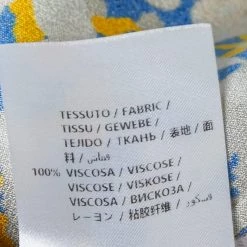 TESSUTO / FABRIC /
TISSU / GEWEBE /
TEJIDO / ТКАНЬ / 表地 / 面
料 / قماش /
100% VISCOSA / VISCOSE /
VISCOSE / VISKOSE /
VISCOSA / ВИСКОЗА /
レーヨン / 粘胶纤维 / فسكوز /